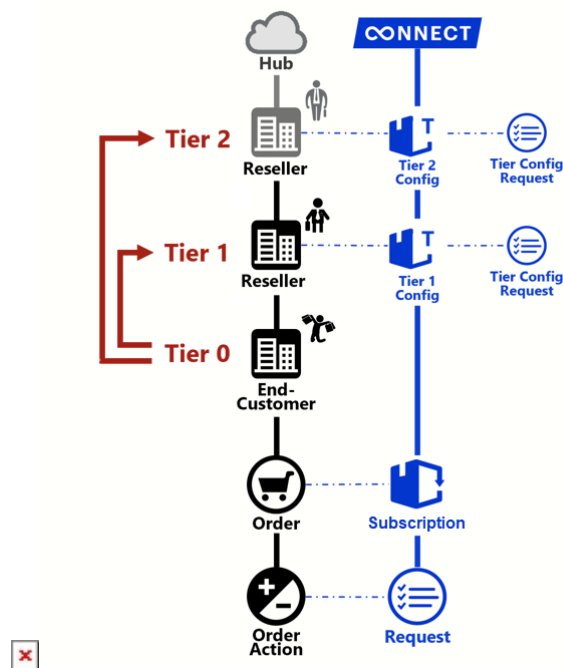 CONNECT
Hub
Tier 2
Reseller
T
Tier 2
Config
Tier Config
Request
Tier 1
Reseller
T
Tier 1
Config
Tier Config
Request
Tier 0
End-
Customer
Order
Subscription
Order
Action
Request